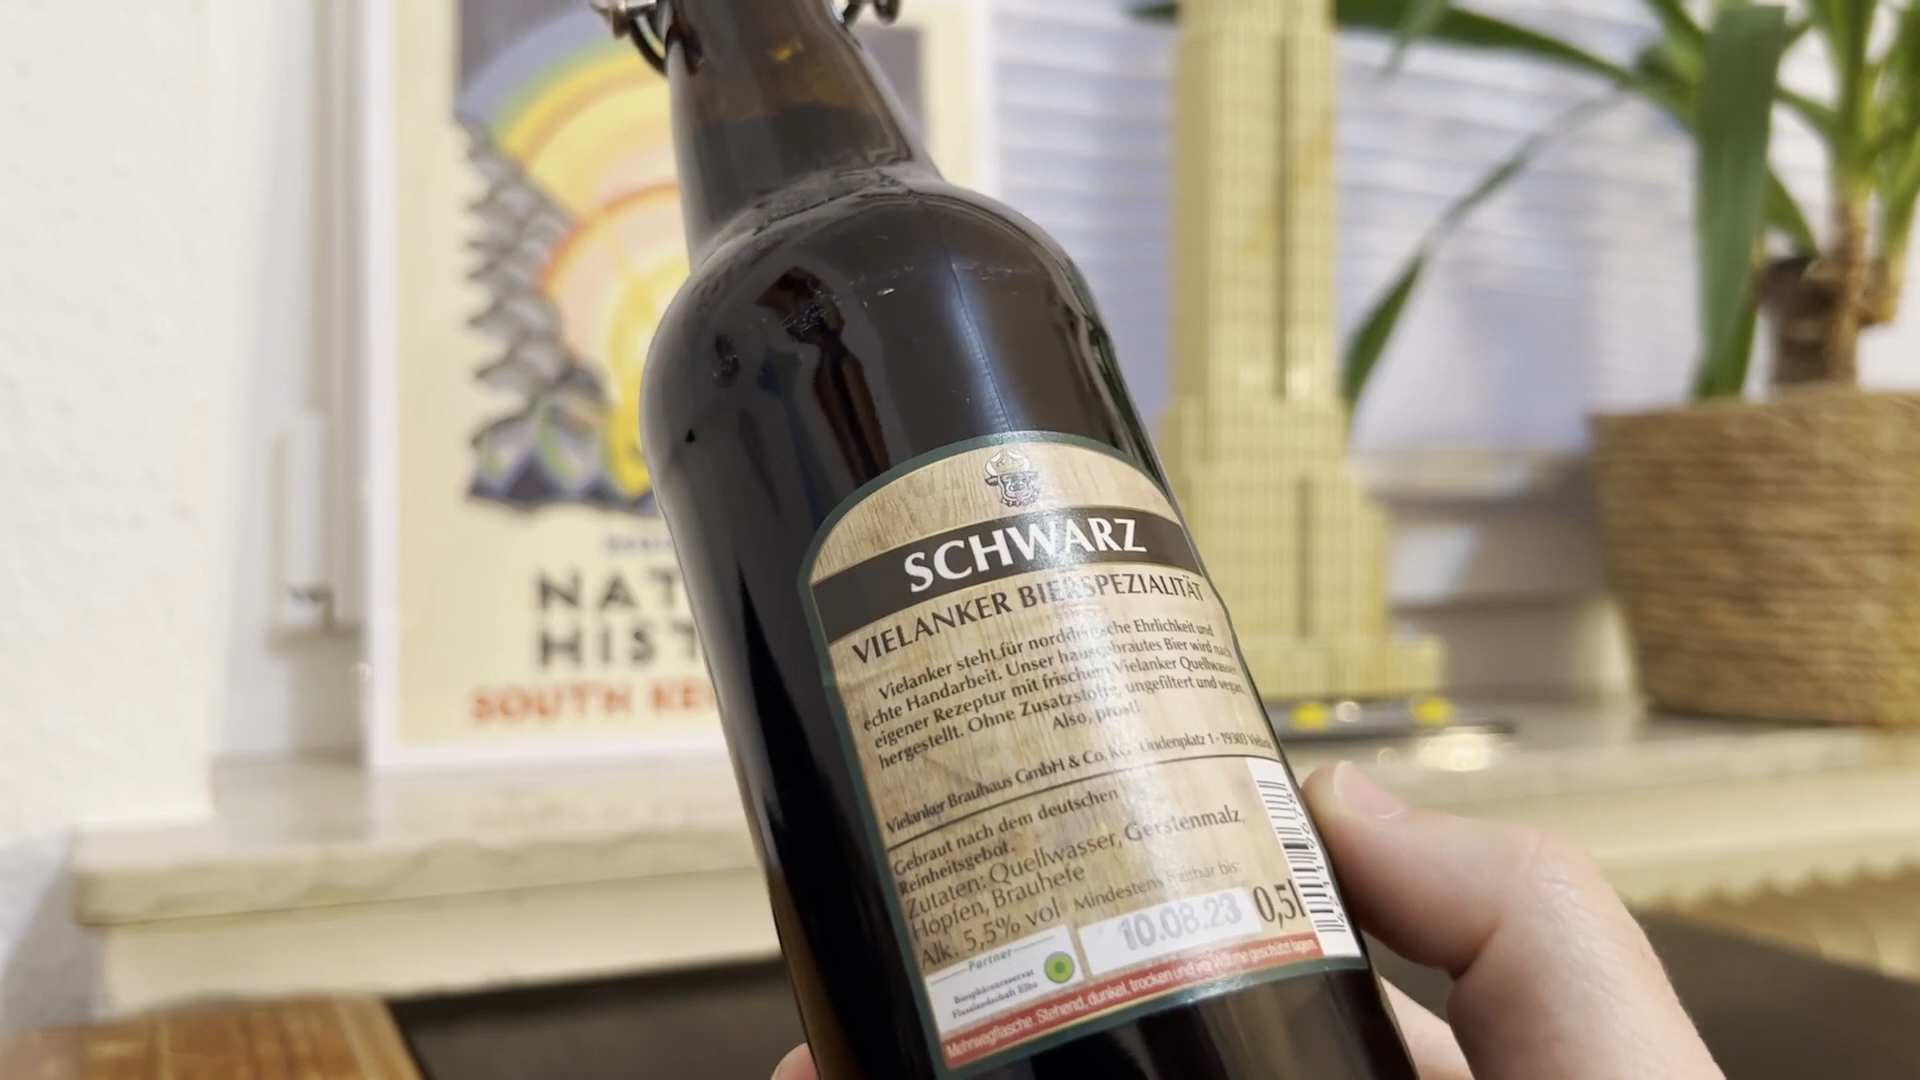 NAT
HIST
SOUTH KE
SCHWARZ
VIELANKER BIERSPEZIALITÄT
Vielanker steht für norddeutsche Ehrlichkeit und
echte Handarbeit. Unser hausgebrautes Bier wird nach
eigener Rezeptur mit frischem Vielanker Quellwasser
hergestellt. Ohne Zusatzstoffe, ungefiltert und vegan.
Also, prost!
Vielanker Brauhaus GmbH & Co. KG · Lindenplatz 1 · 19303 Vielank
Gebraut nach dem deutschen
Reinheitsgebot.
Zutaten: Quellwasser, Gerstenmalz,
Hopfen, Brauhefe
Alk. 5,5% vol
Mindestens haltbar bis:
10.08.23
0,5l
Partner
Biosphärenreservat
Flusslandschaft Elbe
Mehrwegflasche. Stehend, dunkel, trocken und vor Wärme geschützt lagern.